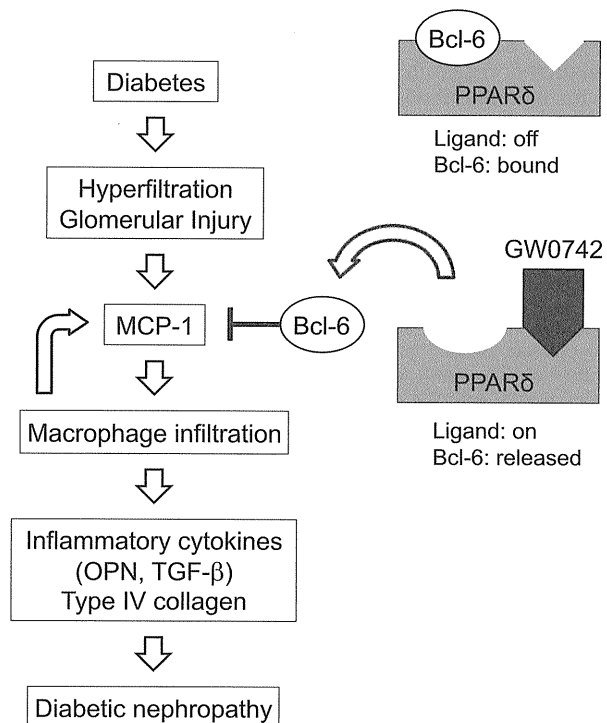 Diabetes
Hyperfiltration
Glomerular Injury
MCP-1
Macrophage infiltration
Inflammatory cytokines
(OPN, TGF-β)
Type IV collagen
Diabetic nephropathy
Bcl-6
Bcl-6
PPARδ
Ligand: off
Bcl-6: bound
GW0742
PPARδ
Ligand: on
Bcl-6: released